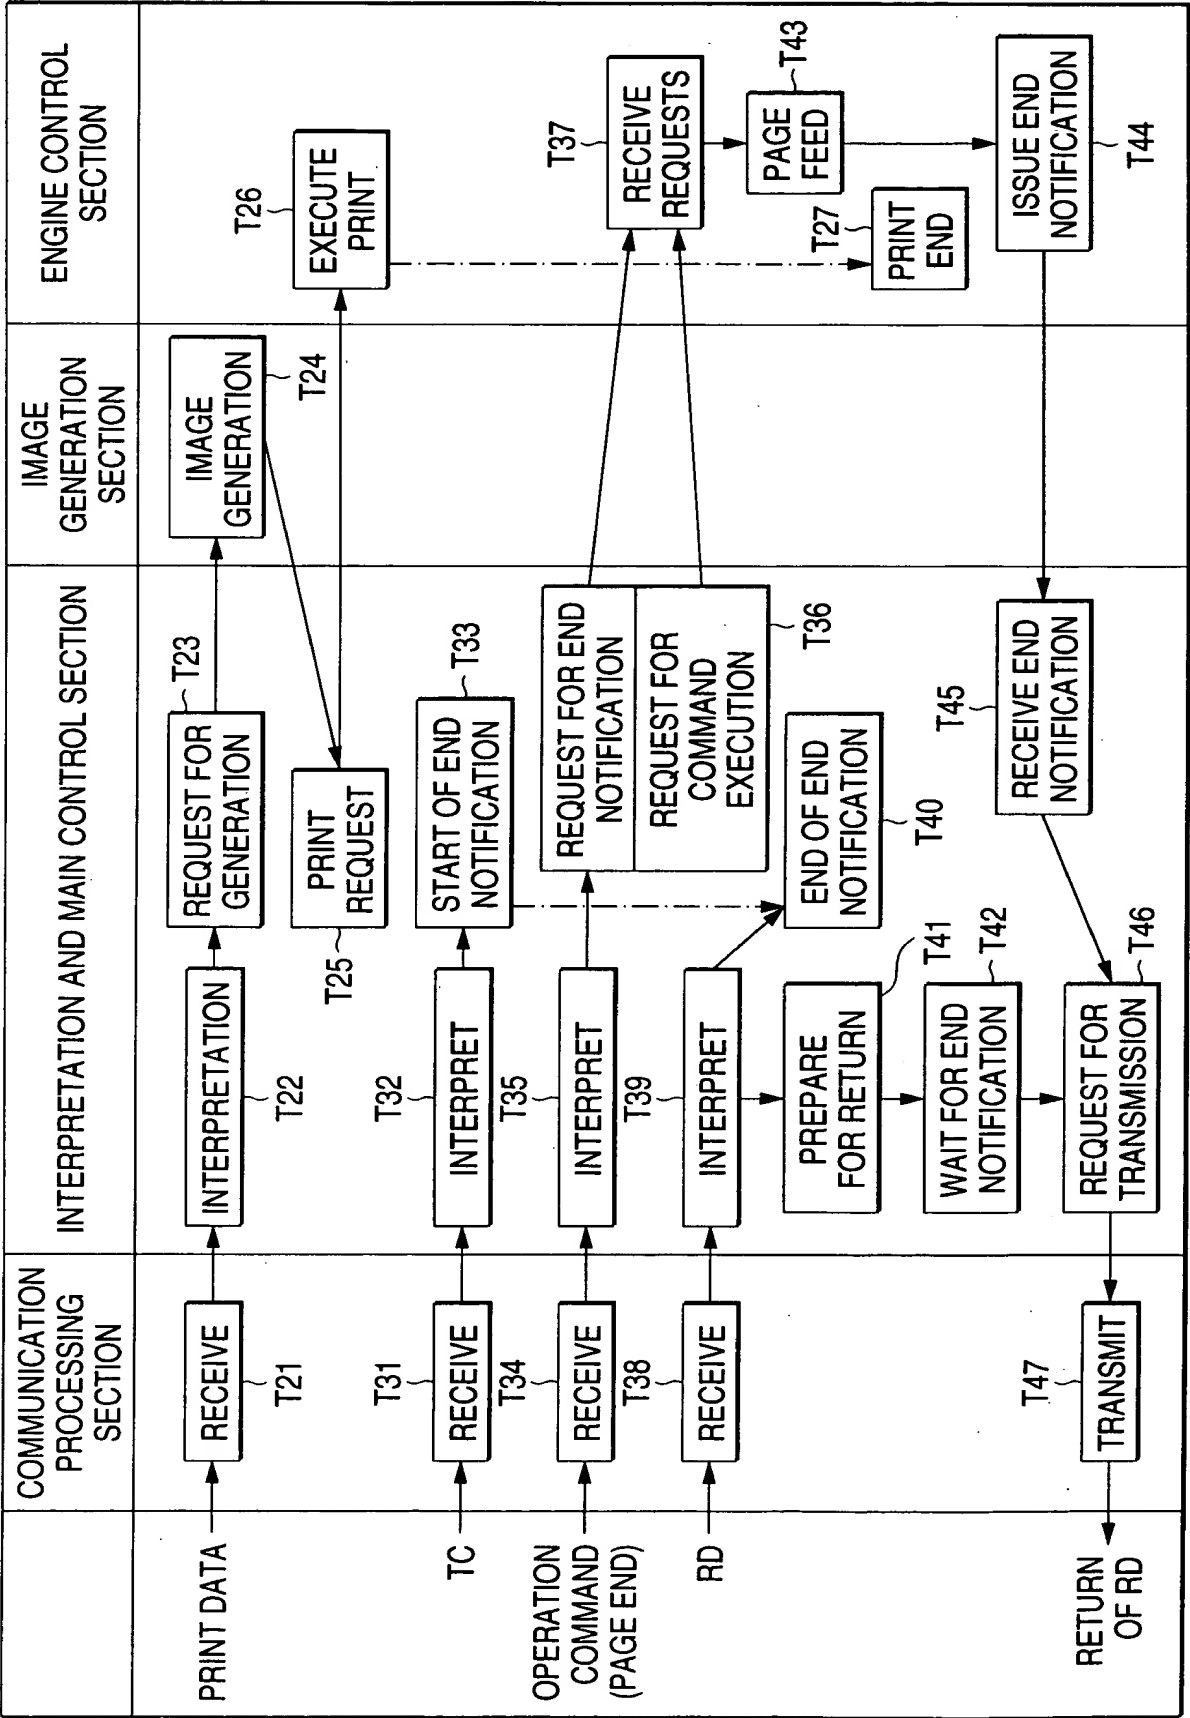 COMMUNICATION
PROCESSING
SECTION
INTERPRETATION AND MAIN CONTROL SECTION
IMAGE
GENERATION
SECTION
ENGINE CONTROL
SECTION
PRINT DATA
RECEIVE
T21
INTERPRETATION
T22
REQUEST FOR
GENERATION
T23
IMAGE
GENERATION
T24
PRINT
REQUEST
T25
EXECUTE
PRINT
T26
TC
RECEIVE
T31
INTERPRET
T32
START OF END
NOTIFICATION
T33
OPERATION
COMMAND
(PAGE END)
RECEIVE
T34
INTERPRET
T35
REQUEST FOR END
NOTIFICATION
REQUEST FOR
COMMAND
EXECUTION
T36
RECEIVE
REQUESTS
T37
RD
RECEIVE
T38
INTERPRET
T39
END OF END
NOTIFICATION
T40
PREPARE
FOR RETURN
T41
WAIT FOR END
NOTIFICATION
T42
PAGE
FEED
T43
PRINT
END
T27
ISSUE END
NOTIFICATION
T44
RECEIVE END
NOTIFICATION
T45
REQUEST FOR
TRANSMISSION
T46
TRANSMIT
T47
RETURN
OF RD